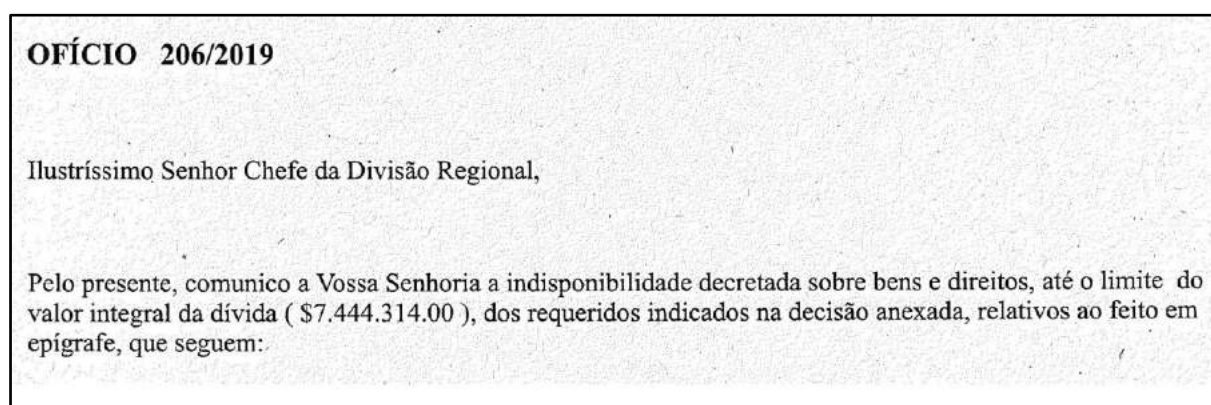 OFÍCIO 206/2019
Ilustríssimo Senhor Chefe da Divisão Regional,
Pelo presente, comunico a Vossa Senhoria a indisponibilidade decretada sobre bens e direitos, até o limite do
valor integral da dívida ( $7.444.314.00 ), dos requeridos indicados na decisão anexada, relativos ao feito em
epígrafe, que seguem: